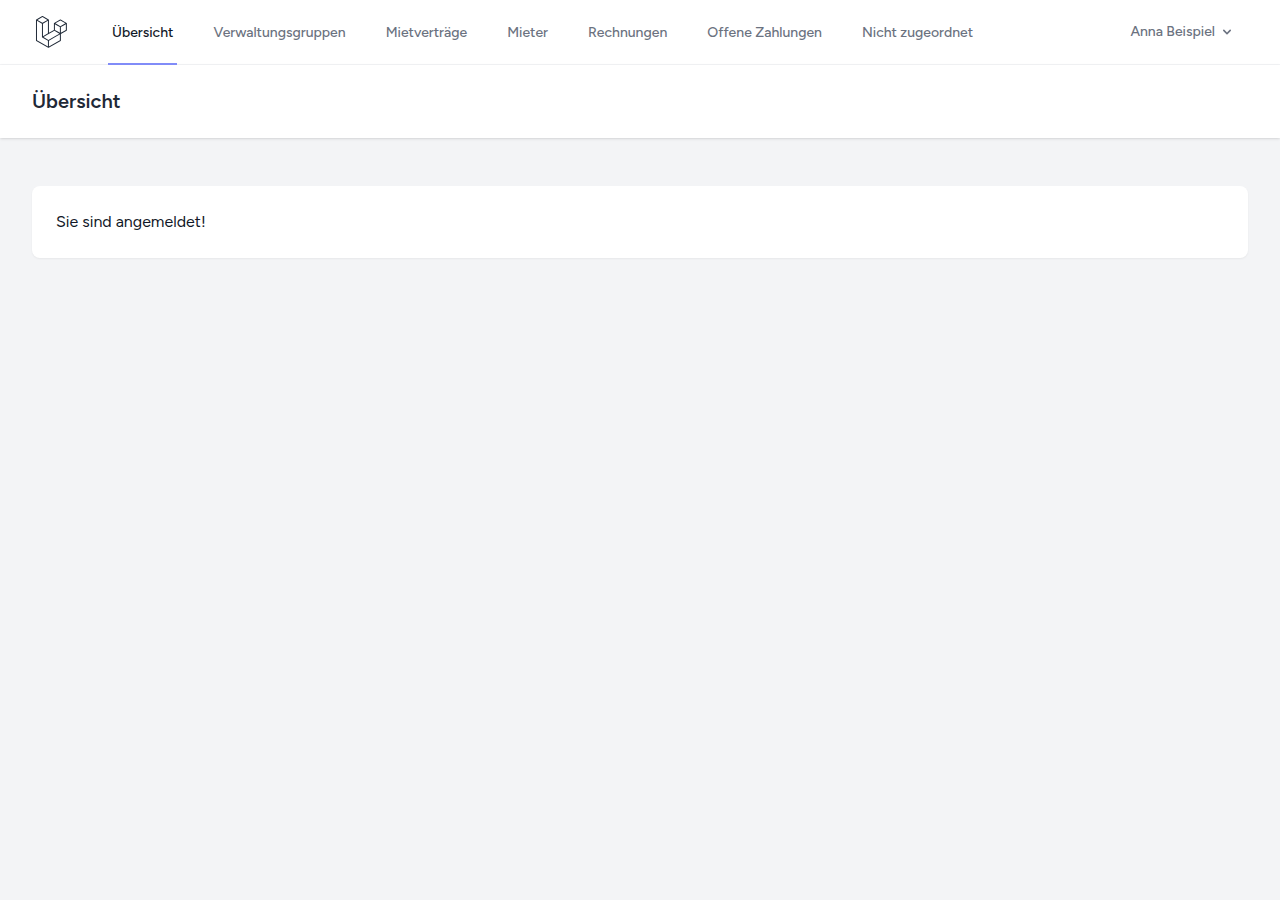 Übersicht Verwaltungsgruppen Mietverträge Mieter Rechnungen Offene Zahlungen Nicht zugeordnet Anna Beispiel
Übersicht
Sie sind angemeldet!